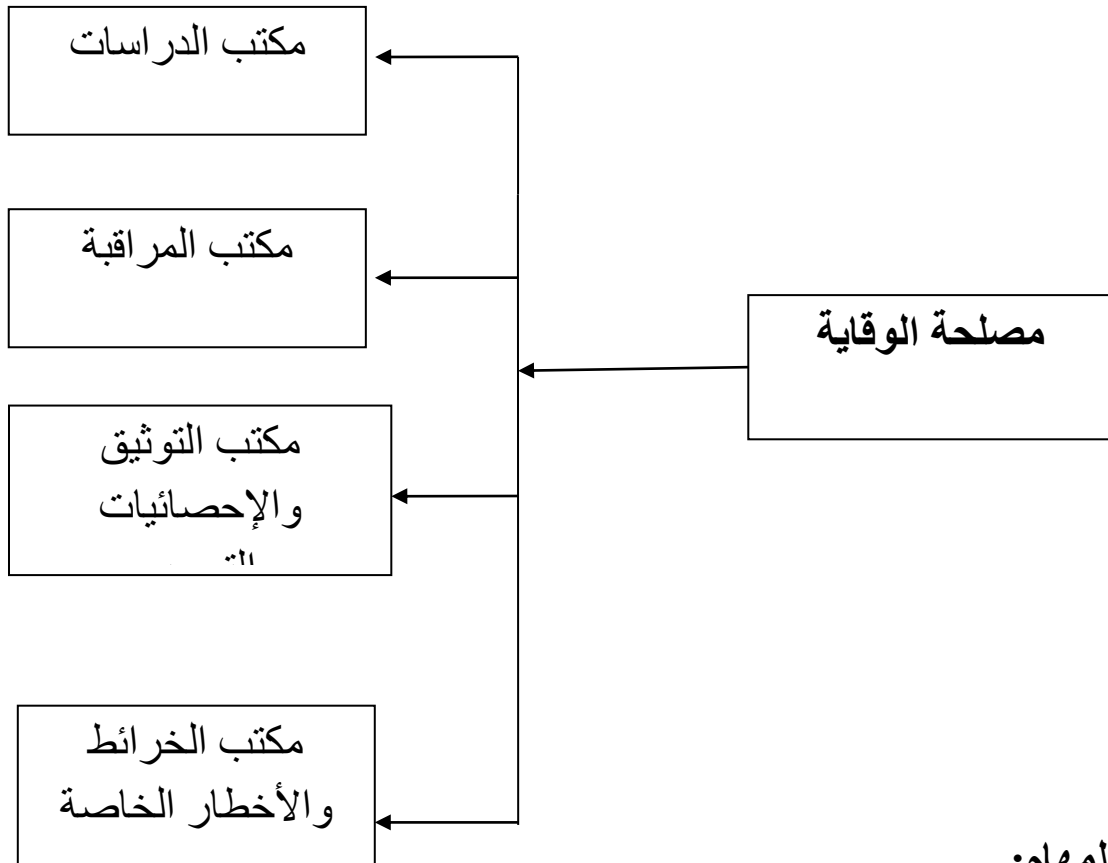 مكتب الدراسات
مكتب المراقبة
مصلحة الوقاية
مكتب التوثيق
والإحصائيات
مكتب الخرائط
والأخطار الخاصة